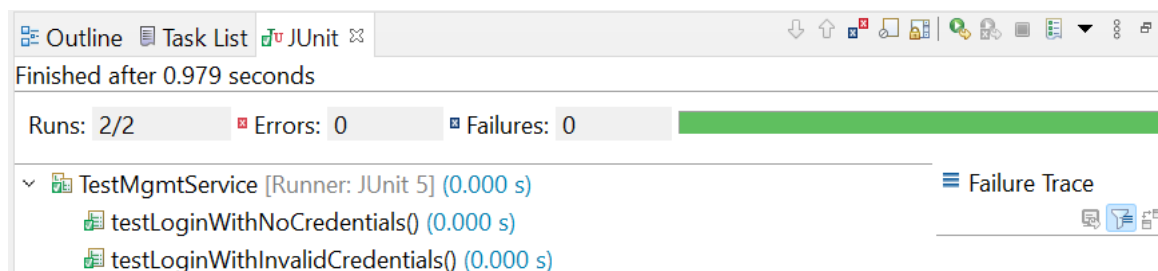 Outline Task List JUnit
Finished after 0.979 seconds
Runs: 2/2 Errors: 0 Failures: 0
TestMgmtService [Runner: JUnit 5] (0.000 s)
Failure Trace
testLoginWithNoCredentials() (0.000 s)
testLoginWithInvalidCredentials() (0.000 s)